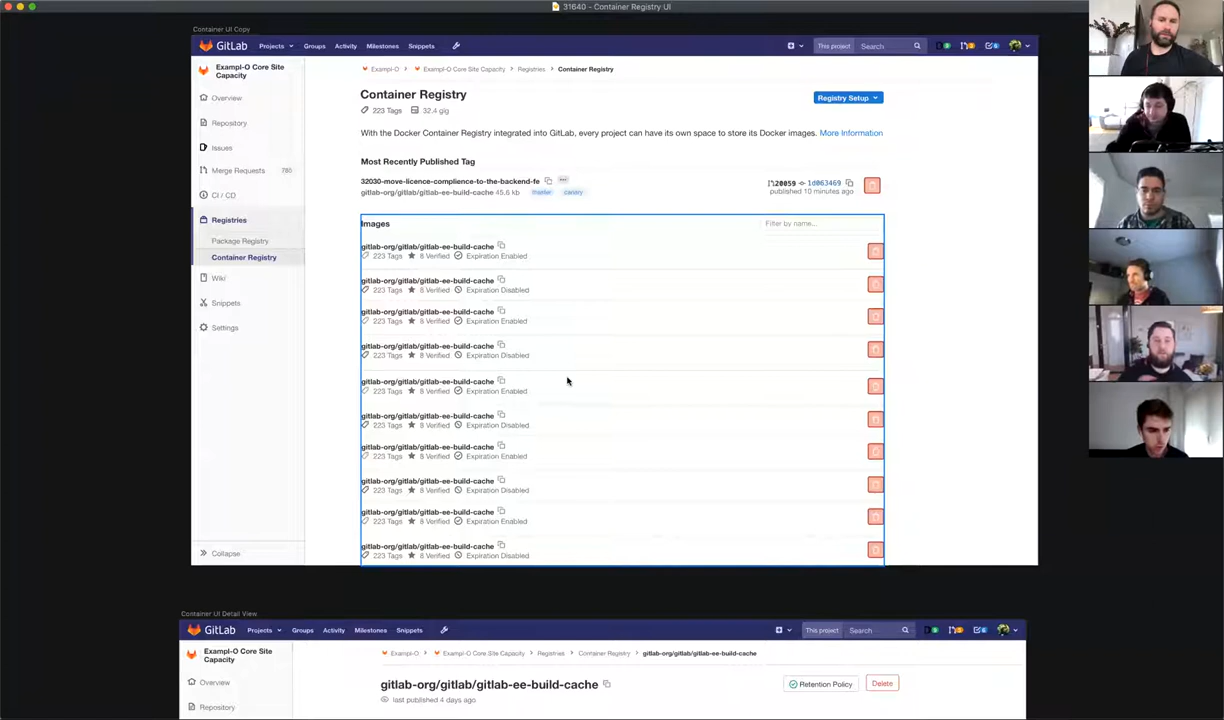 31640 – Container Registry UI
Container UI Copy
GitLab Projects Groups Activity Milestones Snippets This project Search
Exampl-O Core Site Capacity
Overview
Repository
Issues
Merge Requests 765
CI / CD
Registries
Package Registry
Container Registry
Wiki
Snippets
Settings
Collapse
Exampl-O Exampl-O Core Site Capacity Registries Container Registry
Container Registry
223 Tags 32.4 gig
Registry Setup
With the Docker Container Registry integrated into GitLab, every project can have its own space to store its Docker images. More Information
Most Recently Published Tag
32030-move-licence-complience-to-the-backend-fe
gitlab-org/gitlab/gitlab-ee-build-cache 45.6 kb master canary
!20059 1d063469
published 10 minutes ago
Images
Filter by name...
gitlab-org/gitlab/gitlab-ee-build-cache
223 Tags 8 Verified Expiration Enabled
gitlab-org/gitlab/gitlab-ee-build-cache
223 Tags 8 Verified Expiration Disabled
gitlab-org/gitlab/gitlab-ee-build-cache
223 Tags 8 Verified Expiration Enabled
gitlab-org/gitlab/gitlab-ee-build-cache
223 Tags 8 Verified Expiration Disabled
gitlab-org/gitlab/gitlab-ee-build-cache
223 Tags 8 Verified Expiration Enabled
gitlab-org/gitlab/gitlab-ee-build-cache
223 Tags 8 Verified Expiration Disabled
gitlab-org/gitlab/gitlab-ee-build-cache
223 Tags 8 Verified Expiration Enabled
gitlab-org/gitlab/gitlab-ee-build-cache
223 Tags 8 Verified Expiration Disabled
gitlab-org/gitlab/gitlab-ee-build-cache
223 Tags 8 Verified Expiration Enabled
gitlab-org/gitlab/gitlab-ee-build-cache
223 Tags 8 Verified Expiration Disabled
Container UI Detail View
GitLab Projects Groups Activity Milestones Snippets This project Search
Exampl-O Core Site Capacity
Overview
Repository
Exampl-O Exampl-O Core Site Capacity Registries Container Registry gitlab-org/gitlab/gitlab-ee-build-cache
gitlab-org/gitlab/gitlab-ee-build-cache
last published 4 days ago
Retention Policy
Delete